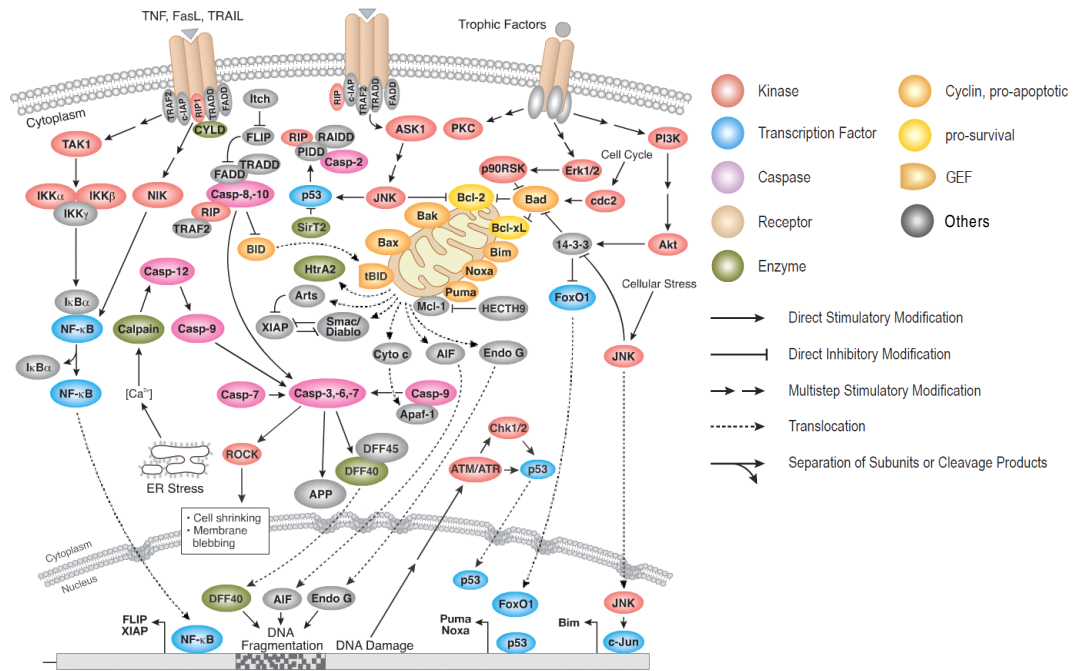 TNF, FasL, TRAIL
Trophic Factors
Cytoplasm
TRAF2
c-IAP
RIP1
TRADD
FADD
CYLD
RIP
c-IAP
TRAF2
TRADD
FADD
Itch
FLIP
TRADD
FADD
Casp-8,-10
RIP
TRAF2
RIP
RAIDD
PIDD
Casp-2
ASK1
PKC
PI3K
Cell Cycle
TAK1
IKKα
IKKβ
IKKγ
NIK
p53
SirT2
JNK
p90RSK
Erk1/2
Bcl-2
Bad
cdc2
Bak
Bcl-xL
Bax
Bim
14-3-3
Akt
BID
tBID
Noxa
Puma
Mcl-1
HECTH9
FoxO1
Cellular Stress
JNK
HtrA2
Arts
XIAP
Smac/
Diablo
Casp-12
Calpain
Casp-9
IκBα
NF-κB
IκBα
NF-κB
[Ca²⁺]
ER Stress
Cyto c
AIF
Endo G
Casp-7
Casp-3,-6,-7
Casp-9
Apaf-1
ROCK
DFF45
DFF40
APP
Chk1/2
ATM/ATR
p53
• Cell shrinking
• Membrane
blebbing
Cytoplasm
Nucleus
DFF40
AIF
Endo G
p53
FoxO1
JNK
FLIP
XIAP
NF-κB
DNA
Fragmentation
DNA Damage
Puma
Noxa
p53
Bim
c-Jun
Kinase
Transcription Factor
Caspase
Receptor
Enzyme
Cyclin, pro-apoptotic
pro-survival
GEF
Others
Direct Stimulatory Modification
Direct Inhibitory Modification
Multistep Stimulatory Modification
Translocation
Separation of Subunits or Cleavage Products